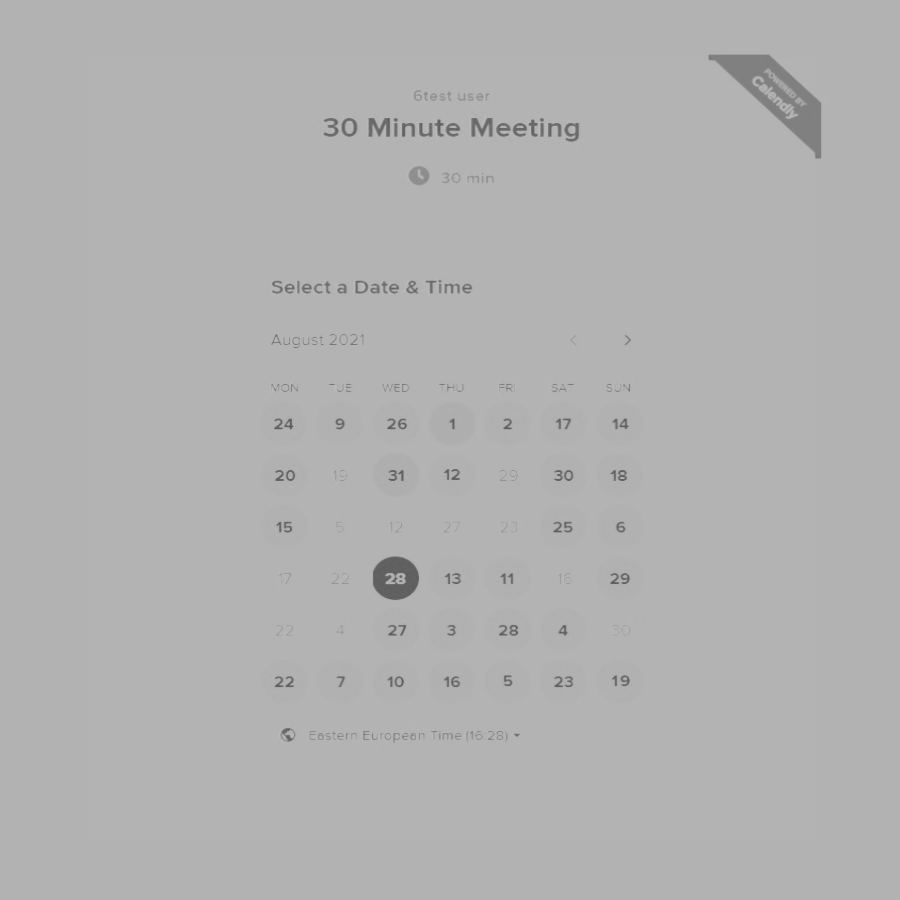 POWERED BY
Calendly
6test user
30 Minute Meeting
30 min
Select a Date & Time
August 2021
MON TUE WED THU FRI SAT SUN
24 9 26 1 2 17 14
20 19 31 12 29 30 18
15 5 12 27 23 25 6
17 22 28 13 11 29
22 4 27 3 28 4 30
22 7 10 16 5 23 19
Eastern European Time (16:28)